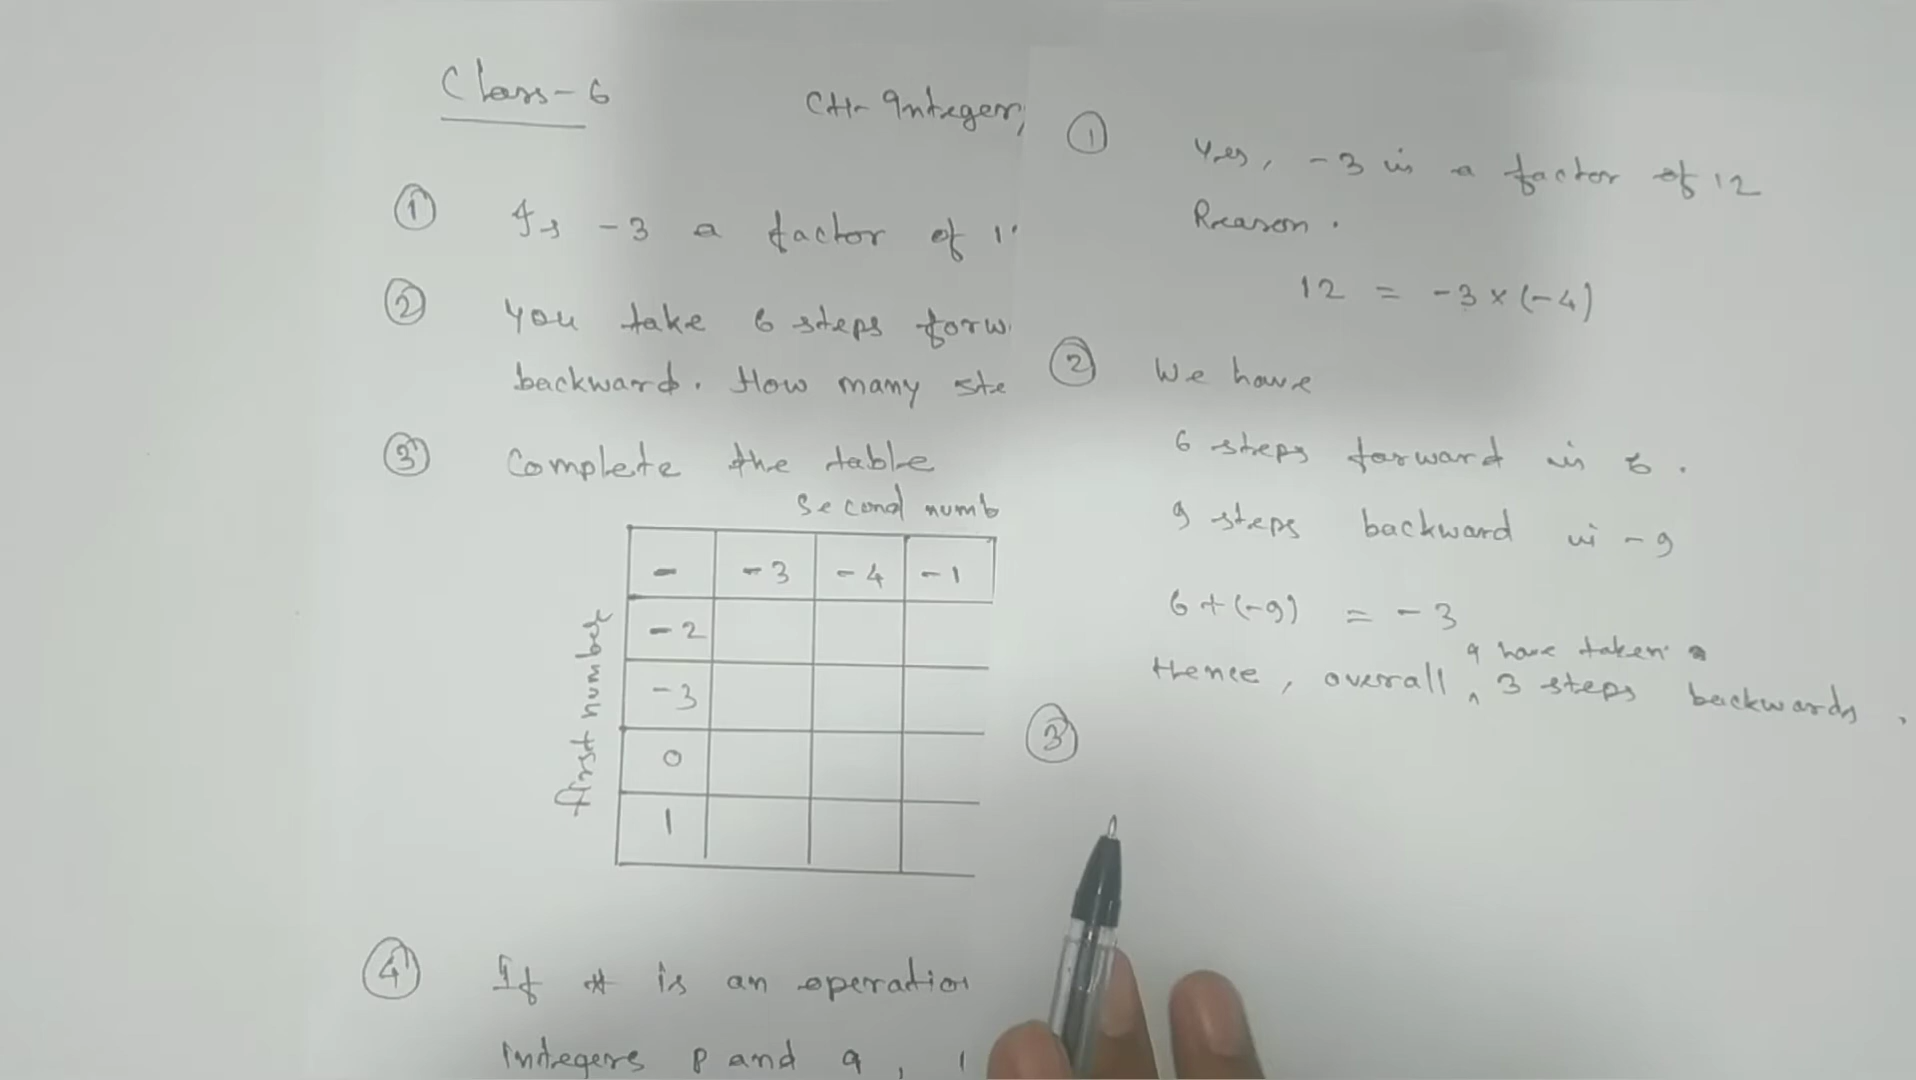 Class-6
CH- Integer
① Is -3 a factor of 1
② You take 6 steps forw
backward. How many ste
③ Complete the table
Second numb
- -3 -4 -1
-2
-3
0
1
first number
④ If * is an operation
Integers p and q, 
① Yes, -3 is a factor of 12
Reason.
12 = -3 × (-4)
② We have
6 steps forward is 6.
9 steps backward is -9
6 + (-9) = -3
I have taken
Hence, overall ^ 3 steps backwards.
③